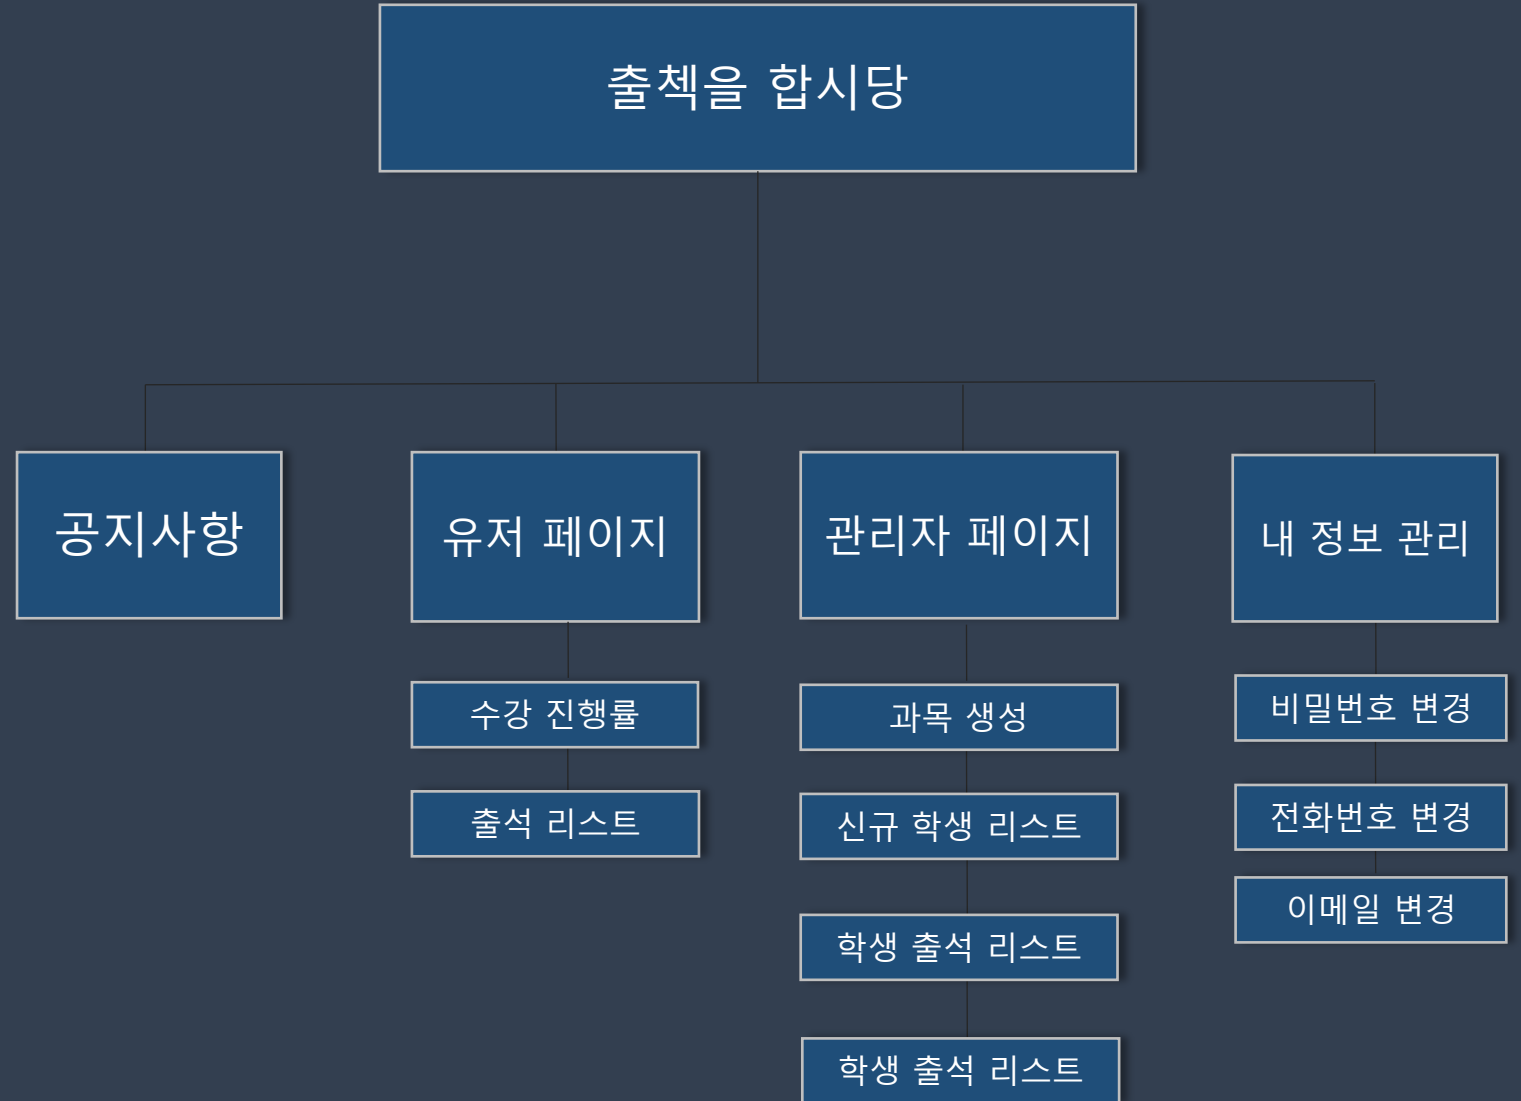 출첵을 합시당
공지사항
유저 페이지
관리자 페이지
내 정보 관리
수강 진행률
출석 리스트
과목 생성
신규 학생 리스트
학생 출석 리스트
학생 출석 리스트
비밀번호 변경
전화번호 변경
이메일 변경